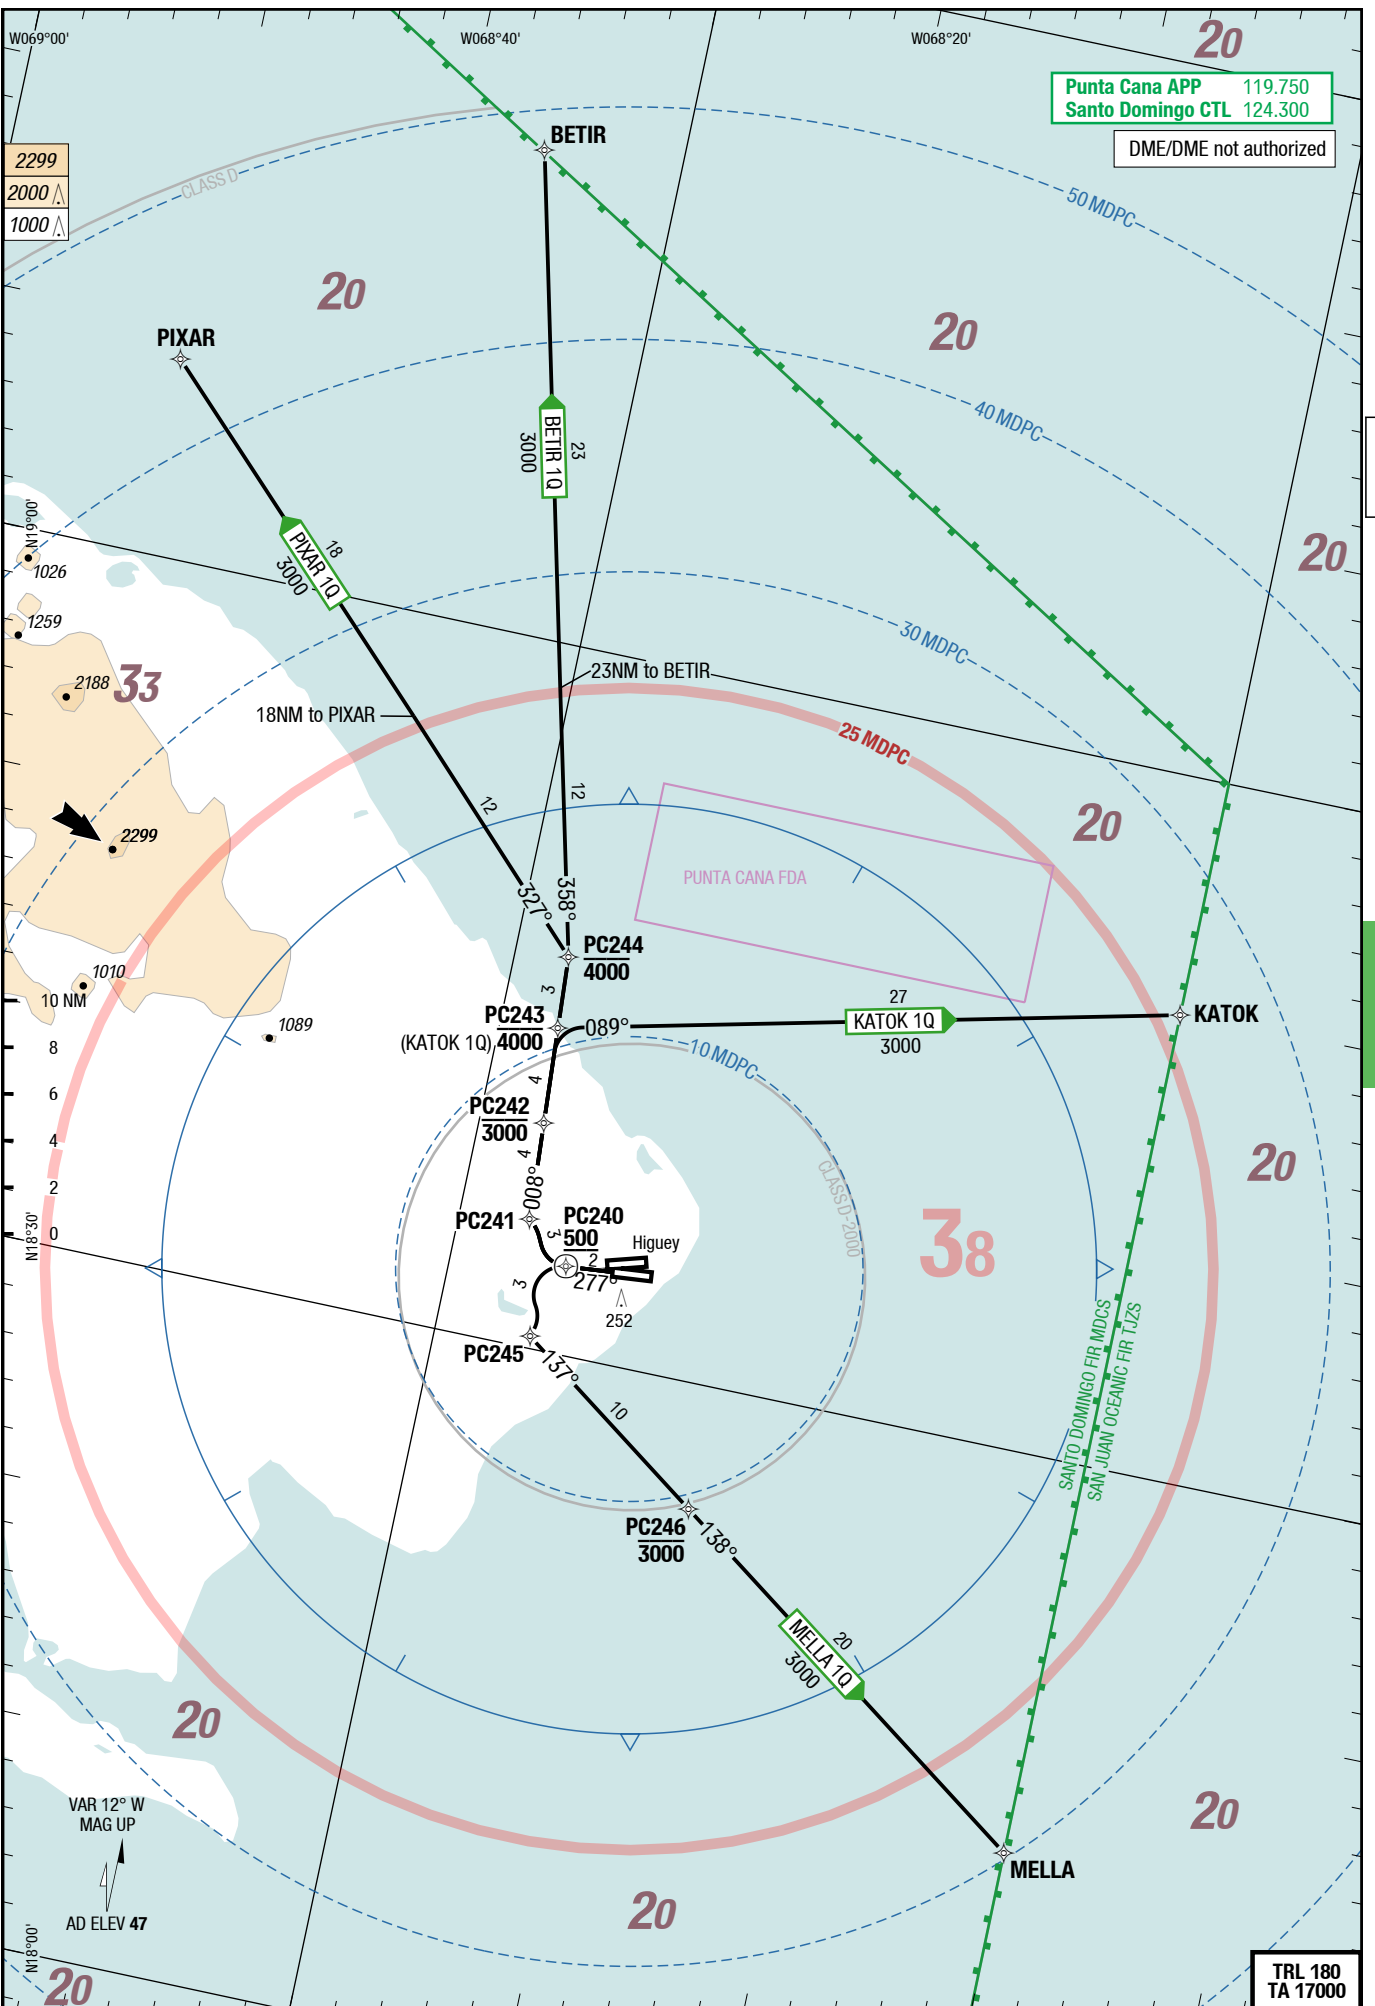 W069°00'
W068°40'
W068°20'
20
Punta Cana APP 119.750
Santo Domingo CTL 124.300
DME/DME not authorized
BETIR
2299
2000
1000
CLASS D
50 MDPC
20
20
PIXAR
40 MDPC
BETIR 1Q
23
3000
N19°00'
PIXAR 1Q
18
3000
20
1026
1259
30 MDPC
23NM to BETIR
2188
33
18NM to PIXAR
25 MDPC
12
12
20
2299
PUNTA CANA FDA
327°
358°
PC244
4000
1010
3
10 NM
27
KATOK 1Q
3000
KATOK
PC243
4000
(KATOK 1Q)
089°
1089
8
10 MDPC
6
4
PC242
3000
4
4
20
CLASS D-2000
2
008°
PC241
PC240
500
3
N18°30'
0
Higuey
2
277°
38
3
252
SANTO DOMINGO FIR MDCS
SAN JUAN OCEANIC FIR TJZS
PC245
137°
10
PC246
3000
138°
MELLA 1Q
20
3000
20
VAR 12° W
MAG UP
20
MELLA
20
AD ELEV 47
N18°00'
20
TRL 180
TA 17000